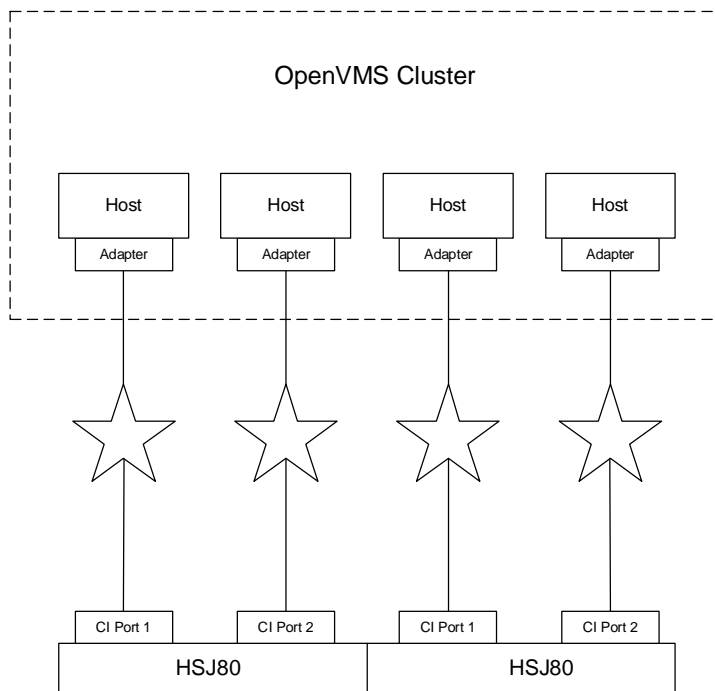 OpenVMS Cluster
Host Host Host Host
Adapter Adapter Adapter Adapter
CI Port 1 CI Port 2 CI Port 1 CI Port 2
HSJ80 HSJ80